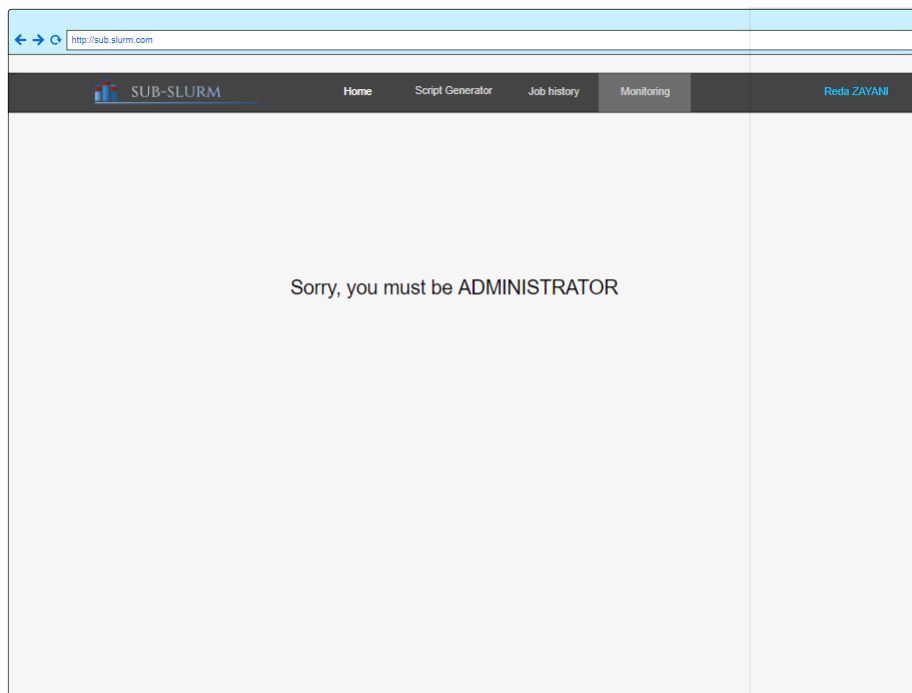 http://sub.slurm.com
SUB-SLURM Home Script Generator Job history Monitoring Reda ZAYANI
Sorry, you must be ADMINISTRATOR